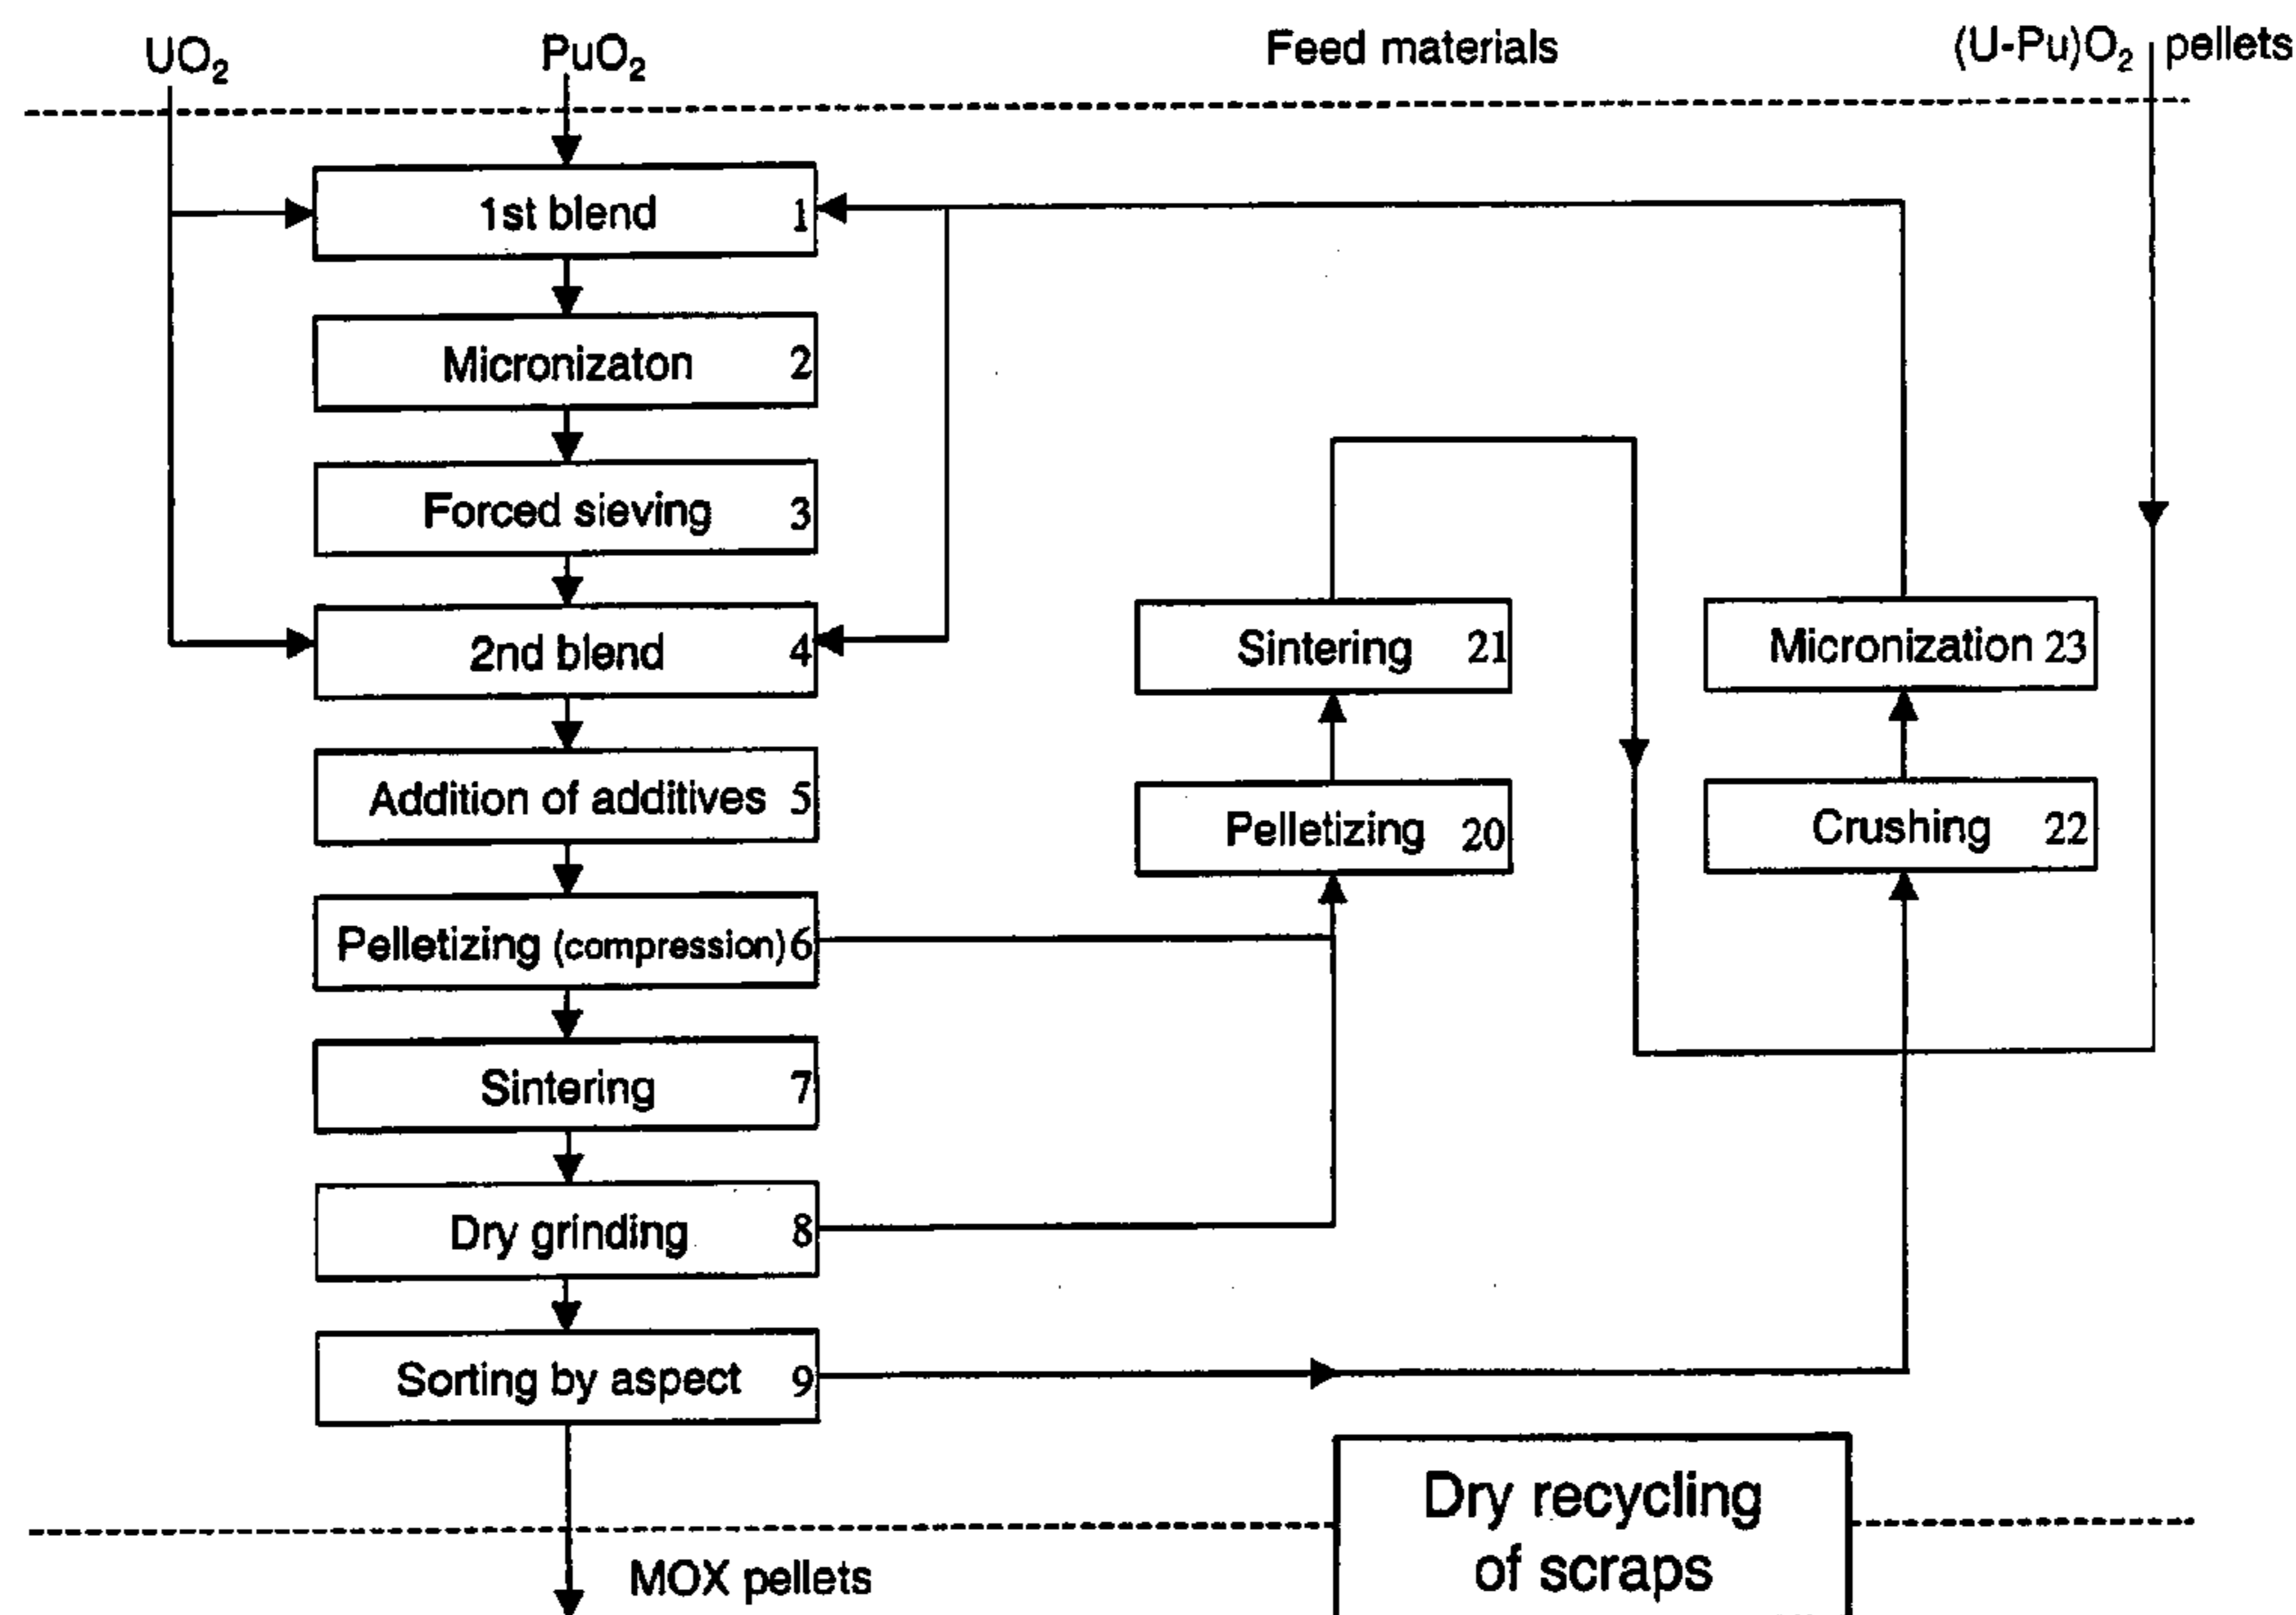 UO₂
PuO₂
Feed materials
(U-Pu)O₂ pellets
1st blend 1
Micronizaton 2
Forced sieving 3
2nd blend 4
Addition of additives 5
Pelletizing (compression) 6
Sintering 7
Dry grinding 8
Sorting by aspect 9
Sintering 21
Pelletizing 20
Micronization 23
Crushing 22
MOX pellets
Dry recycling
of scraps